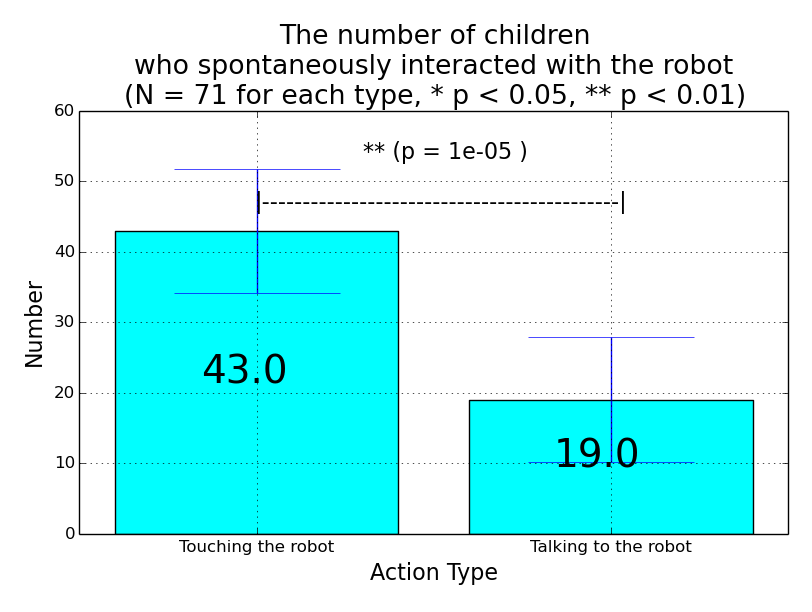 The number of children
who spontaneously interacted with the robot
(N = 71 for each type, * p < 0.05, ** p < 0.01)
60
50
40
30
20
10
0
Number
** (p = 1e-05 )
43.0
19.0
Touching the robot
Talking to the robot
Action Type